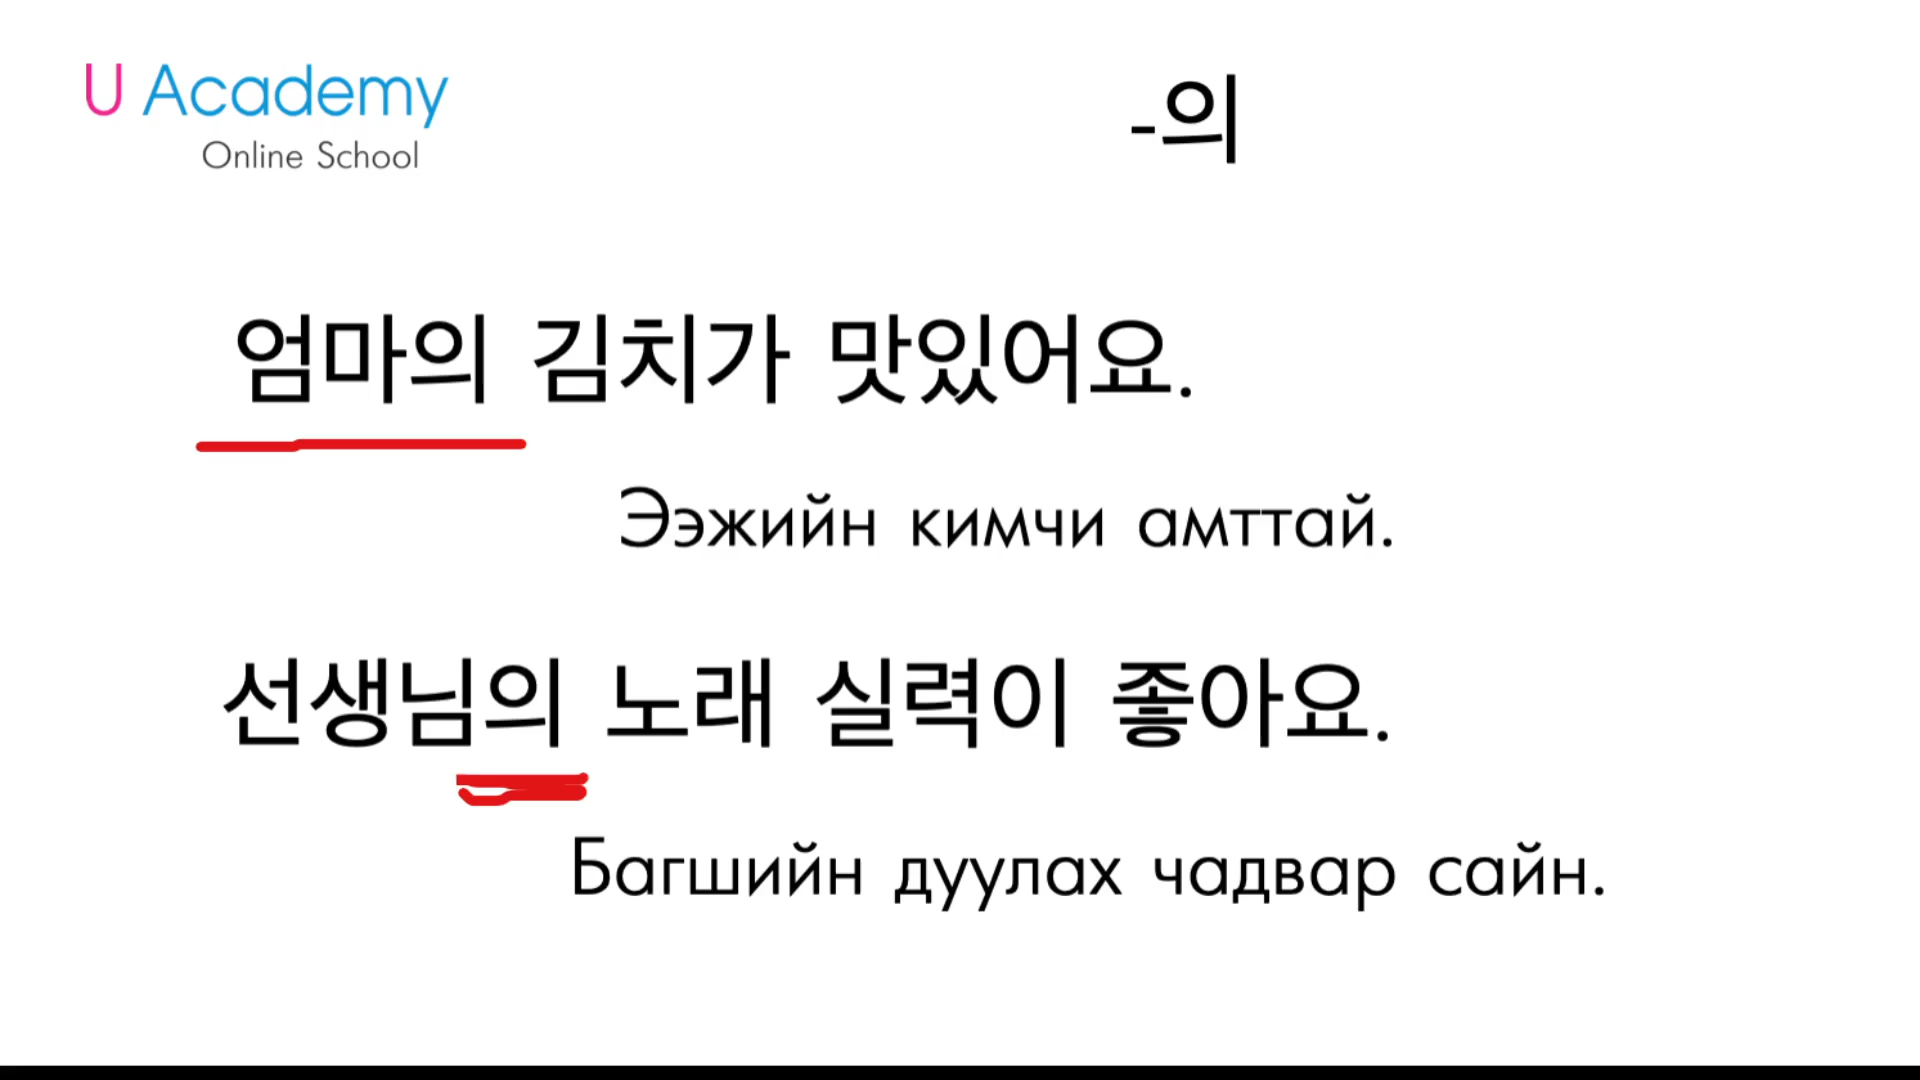 U Academy
Online School
-의
엄마의 김치가 맛있어요.
Ээжийн кимчи амттай.
선생님의 노래 실력이 좋아요.
Багшийн дуулах чадвар сайн.